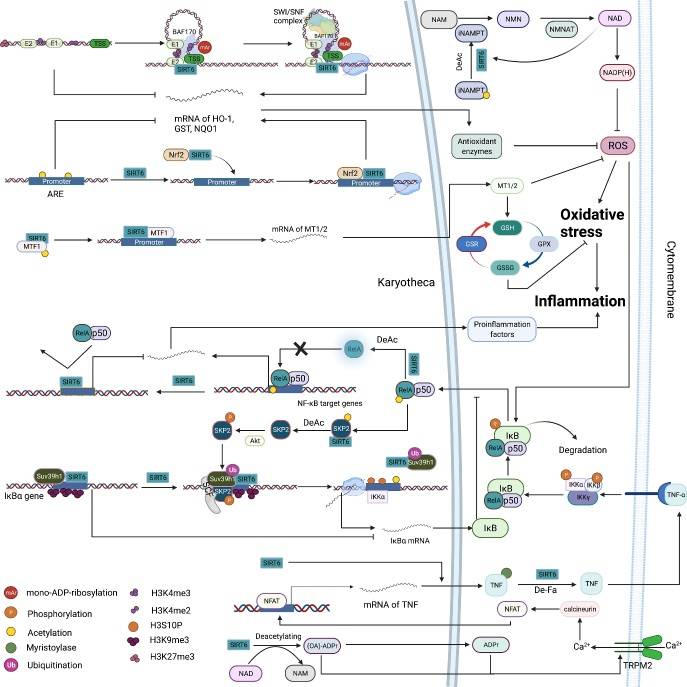 SWI/SNF
complex
BAF170
BAF170
E2 E1 TSS
E1 mAr
E2 TSS
SIRT6
E1 mAr
E2 TSS
SIRT6
NAM
iNAMPT
NMN
NMNAT
NAD
DeAc
SIRT6
iNAMPT
NADP(H)
mRNA of HO-1,
GST, NQO1
Antioxidant
enzymes
ROS
Nrf2 SIRT6
Promoter
ARE
SIRT6
Promoter
Nrf2 SIRT6
Promoter
MT1/2
SIRT6
MTF1
SIRT6 MTF1
Promoter
mRNA of MT1/2
GSH
GSR
GPX
GSSG
Oxidative
stress
Karyotheca
Cytomembrane
Inflammation
Proinflammation
factors
RelA p50
SIRT6
SIRT6
RelA p50
NF-κB target genes
RelA
DeAc
SIRT6
RelA p50
P
SKP2
Akt
SKP2
DeAc
SKP2
SIRT6
P
IκB
RelA p50
Degradation
Suv39h1 SIRT6
IκBα gene
SIRT6
Ub
Suv39h1 SIRT6
SKP2
P
Ub
SIRT6 Suv39h1
IKKα
IκB
RelA p50
P P
IKKα IKKβ
IKKγ
TNF-α
IκBα mRNA
IκB
mAr mono-ADP-ribosylation
P Phosphorylation
Acetylation
Myristoylase
Ub Ubiquitination
H3K4me3
H3K4me2
H3S10P
H3K9me3
H3K27me3
SIRT6
NFAT
mRNA of TNF
TNF
SIRT6
De-Fa
TNF
NFAT
calcineurin
SIRT6
Deacetylating
(OA)-ADPr
NAD
NAM
ADPr
Ca²⁺
Ca²⁺
TRPM2